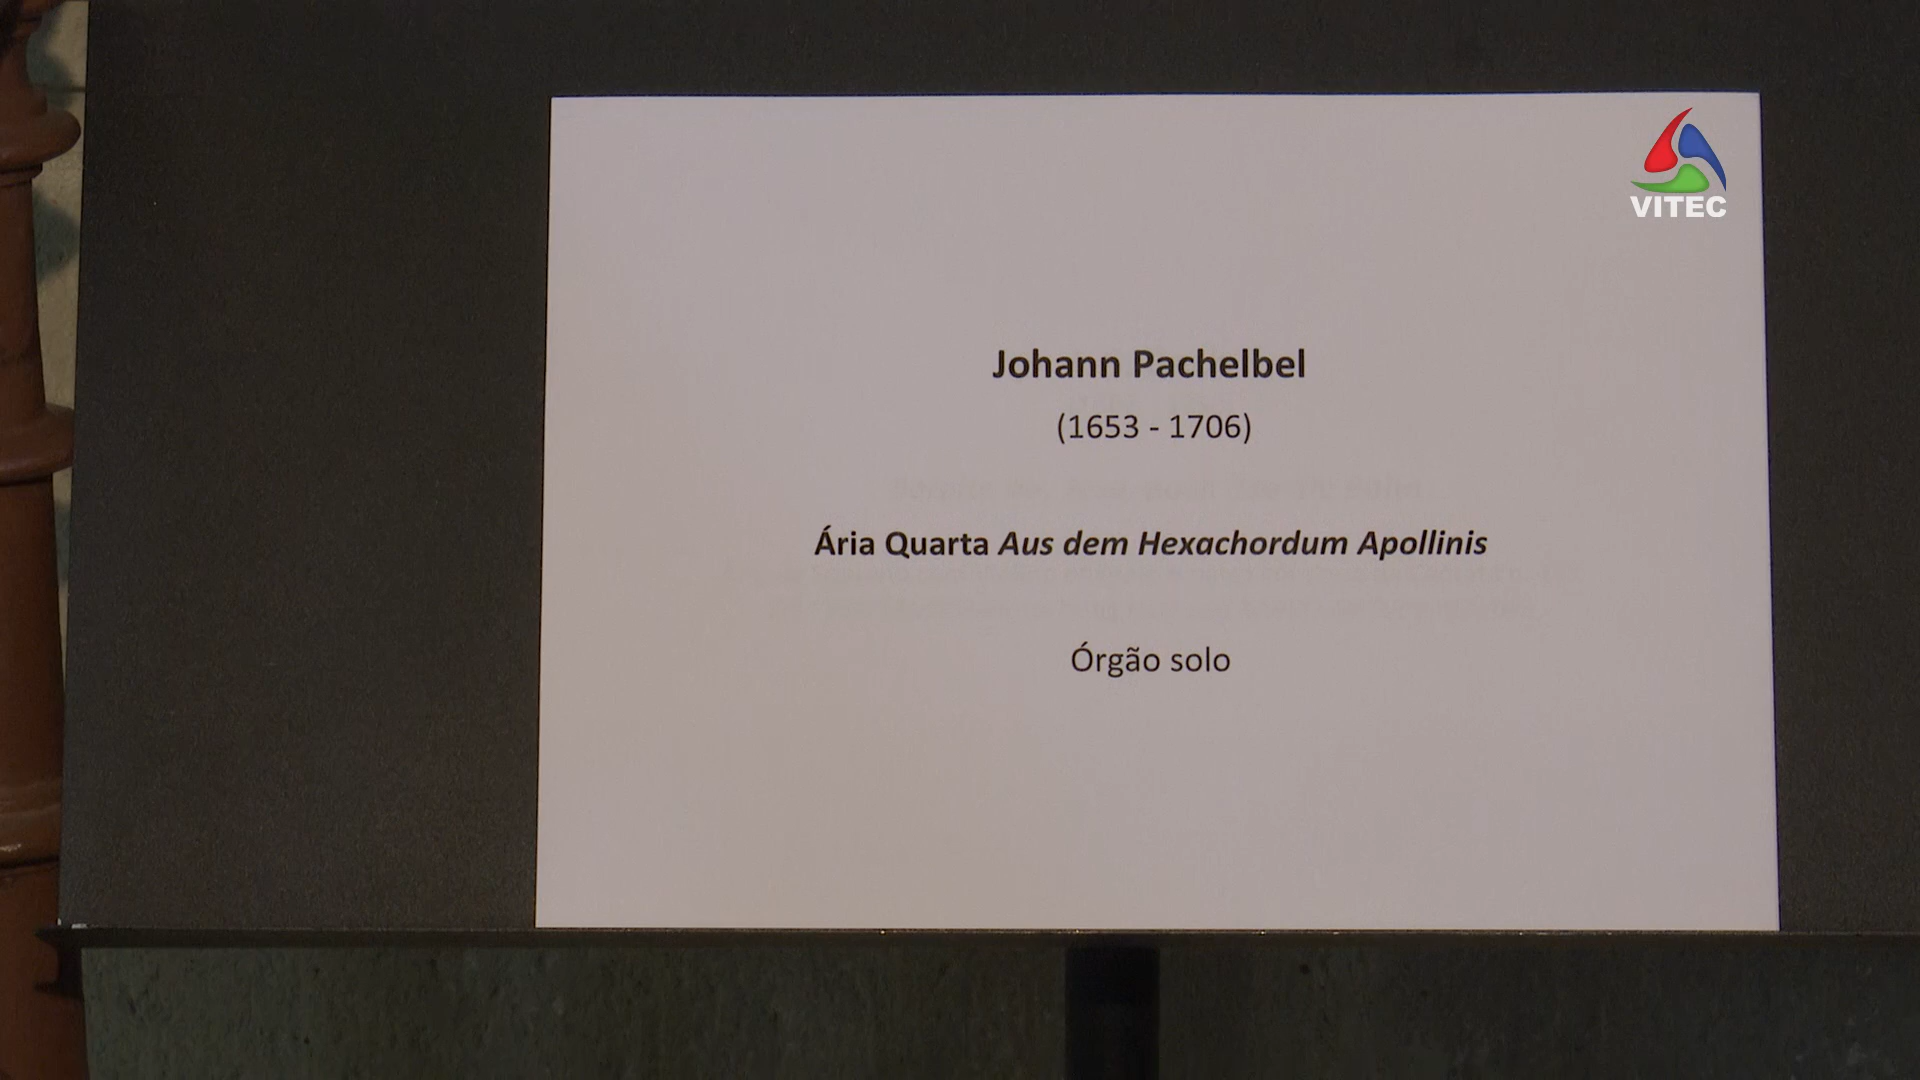 VITEC
Johann Pachelbel
(1653 - 1706)
Ária Quarta Aus dem Hexachordum Apollinis
Órgão solo